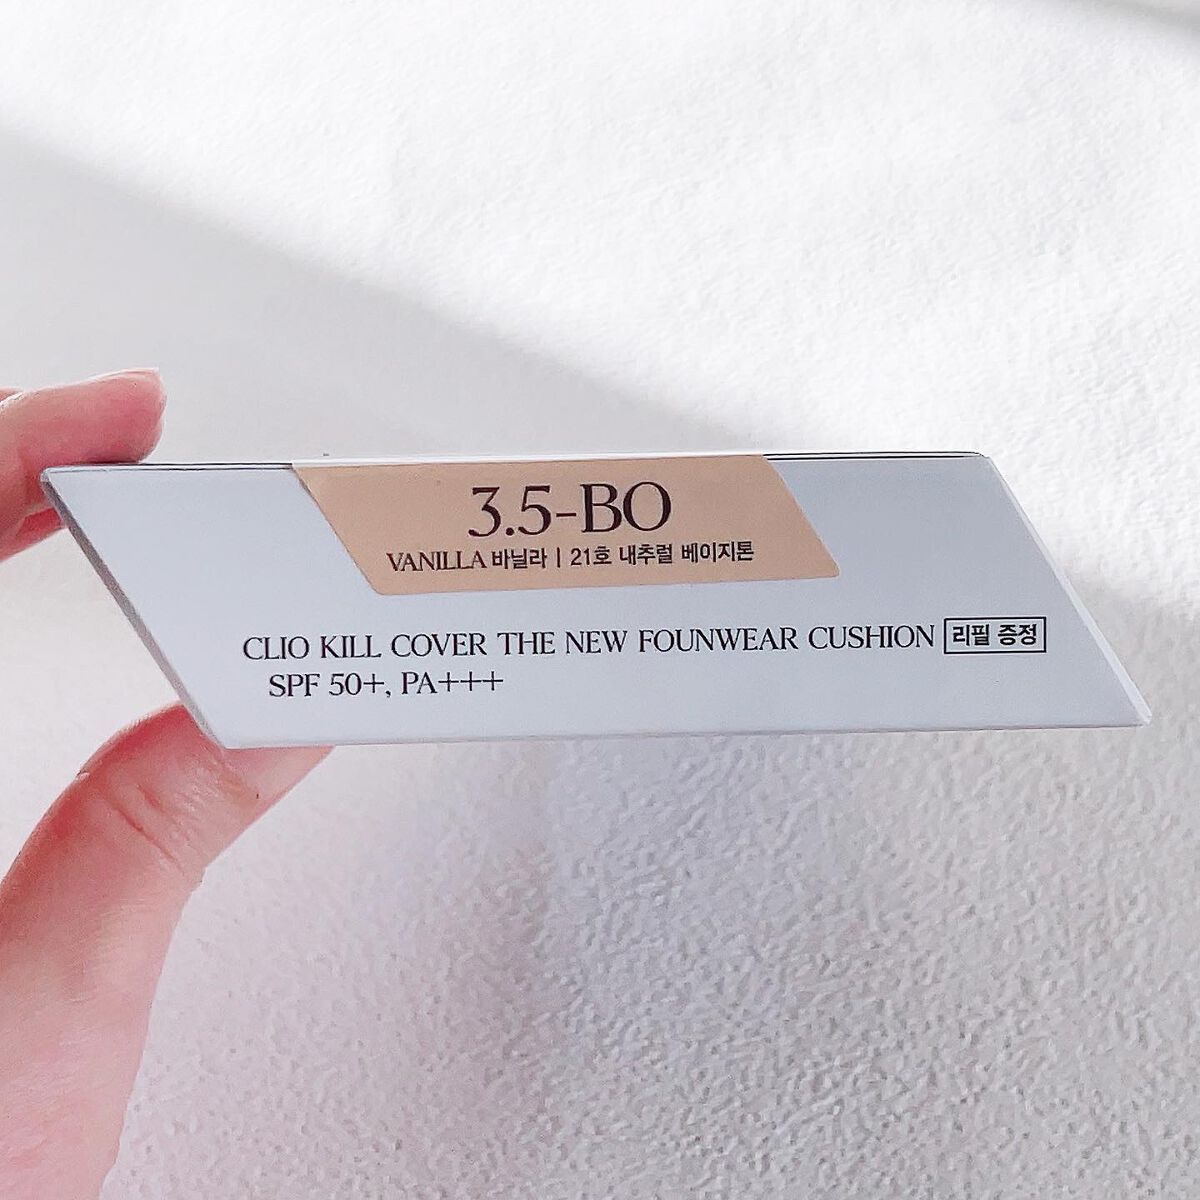 3.5-BO
VANILLA 바닐라 | 21호 내추럴 베이지톤
CLIO KILL COVER THE NEW FOUNWEAR CUSHION 리필 증정
SPF 50+, PA+++